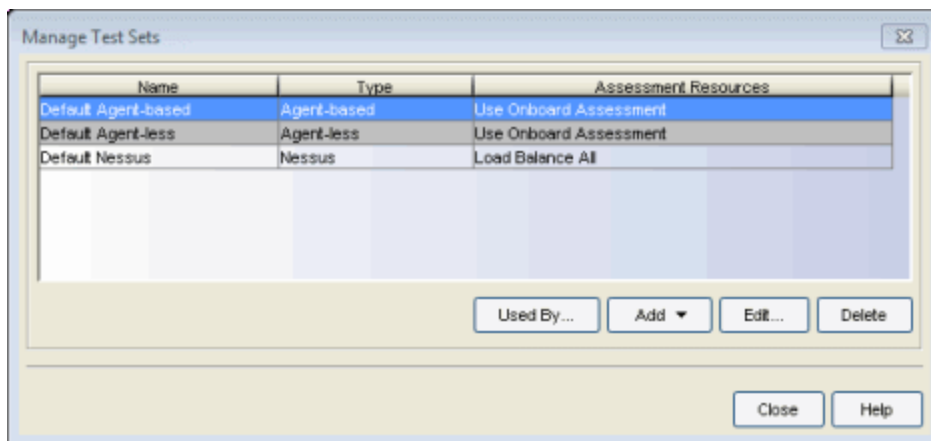 Manage Test Sets
Name Type Assessment Resources
Default Agent-based Agent-based Use Onboard Assessment
Default Agent-less Agent-less Use Onboard Assessment
Default Nessus Nessus Load Balance All
Used By... Add Edit... Delete
Close Help